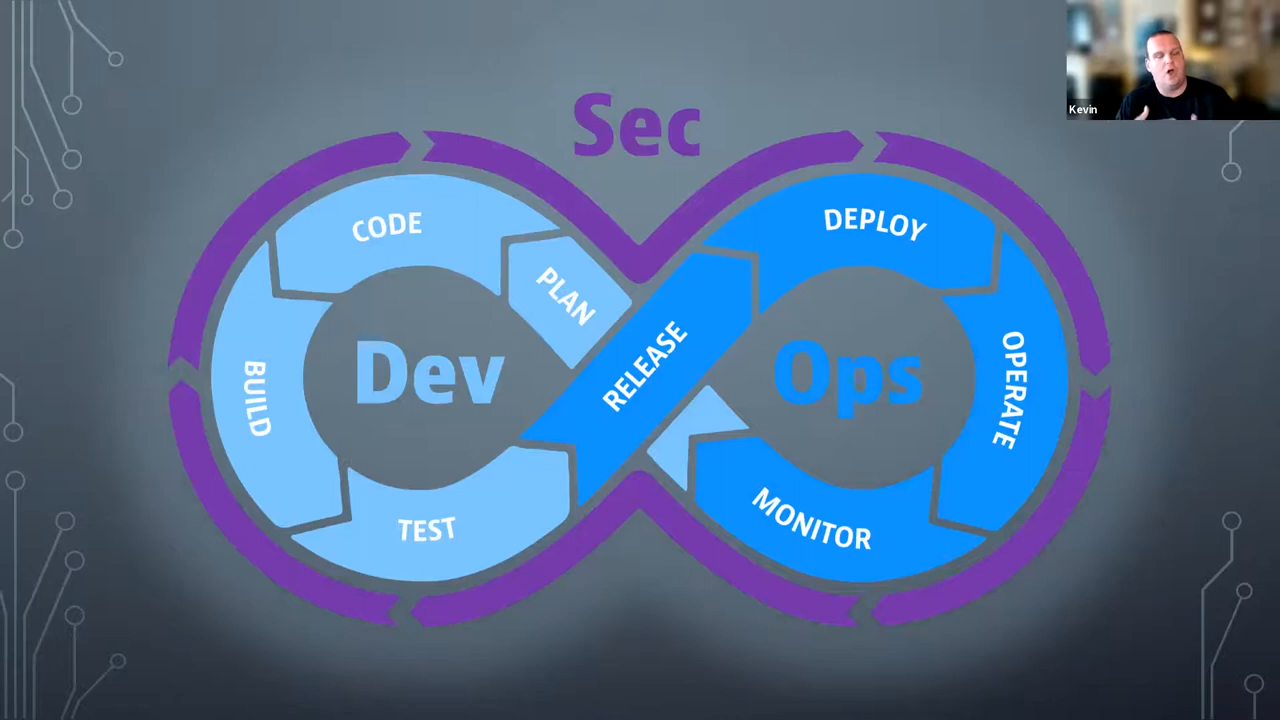 Kevin
Sec
CODE
DEPLOY
PLAN
RELEASE
Dev
Ops
BUILD
OPERATE
TEST
MONITOR